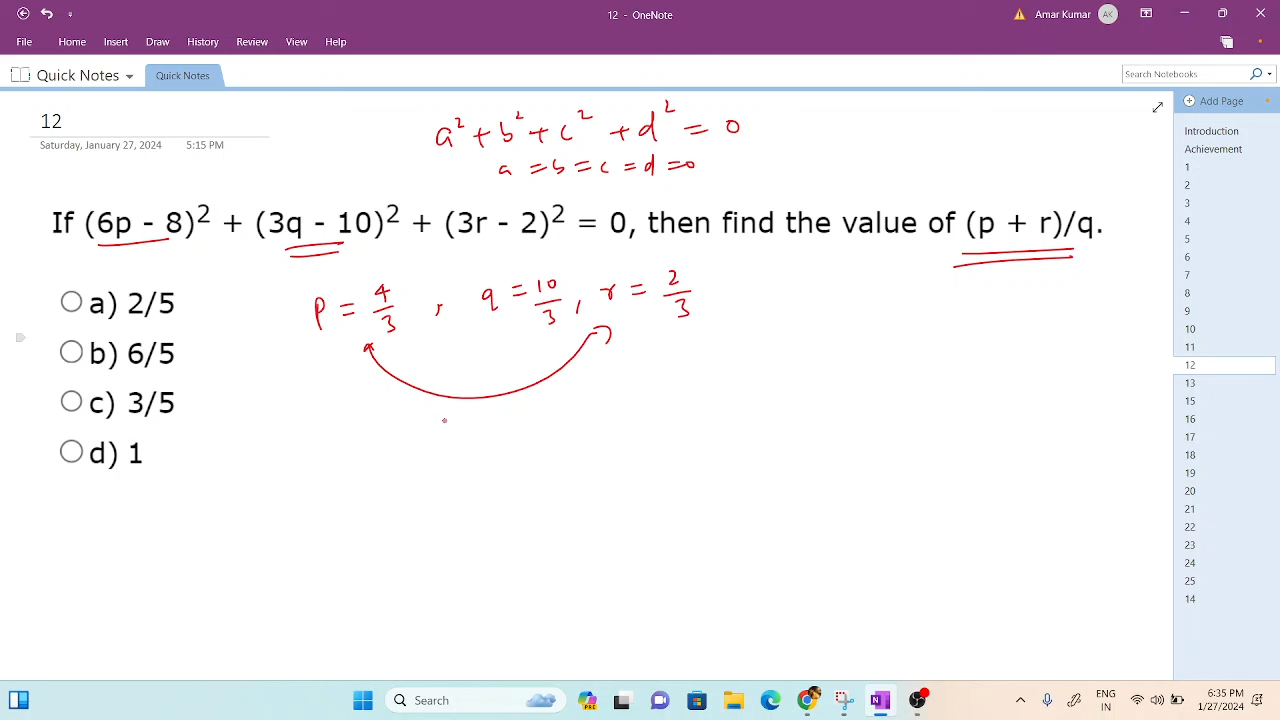 12 - OneNote
Amar Kumar AK
File Home Insert Draw History Review View Help
Quick Notes Quick Notes
Search Notebooks
Add Page
12
Saturday, January 27, 2024 5:15 PM
a² + b² + c² + d² = 0
a = b = c = d = 0
If (6p - 8)² + (3q - 10)² + (3r - 2)² = 0, then find the value of (p + r)/q.
p = 4/3 , q = 10/3 , r = 2/3
a) 2/5
b) 6/5
c) 3/5
d) 1
Introduction
Achievement
1
2
3
4
5
6
7
8
9
10
11
12
13
15
16
17
18
19
20
21
22
23
24
25
14
Search
PRE
ENG
IN
6:35 PM
1/27/2024